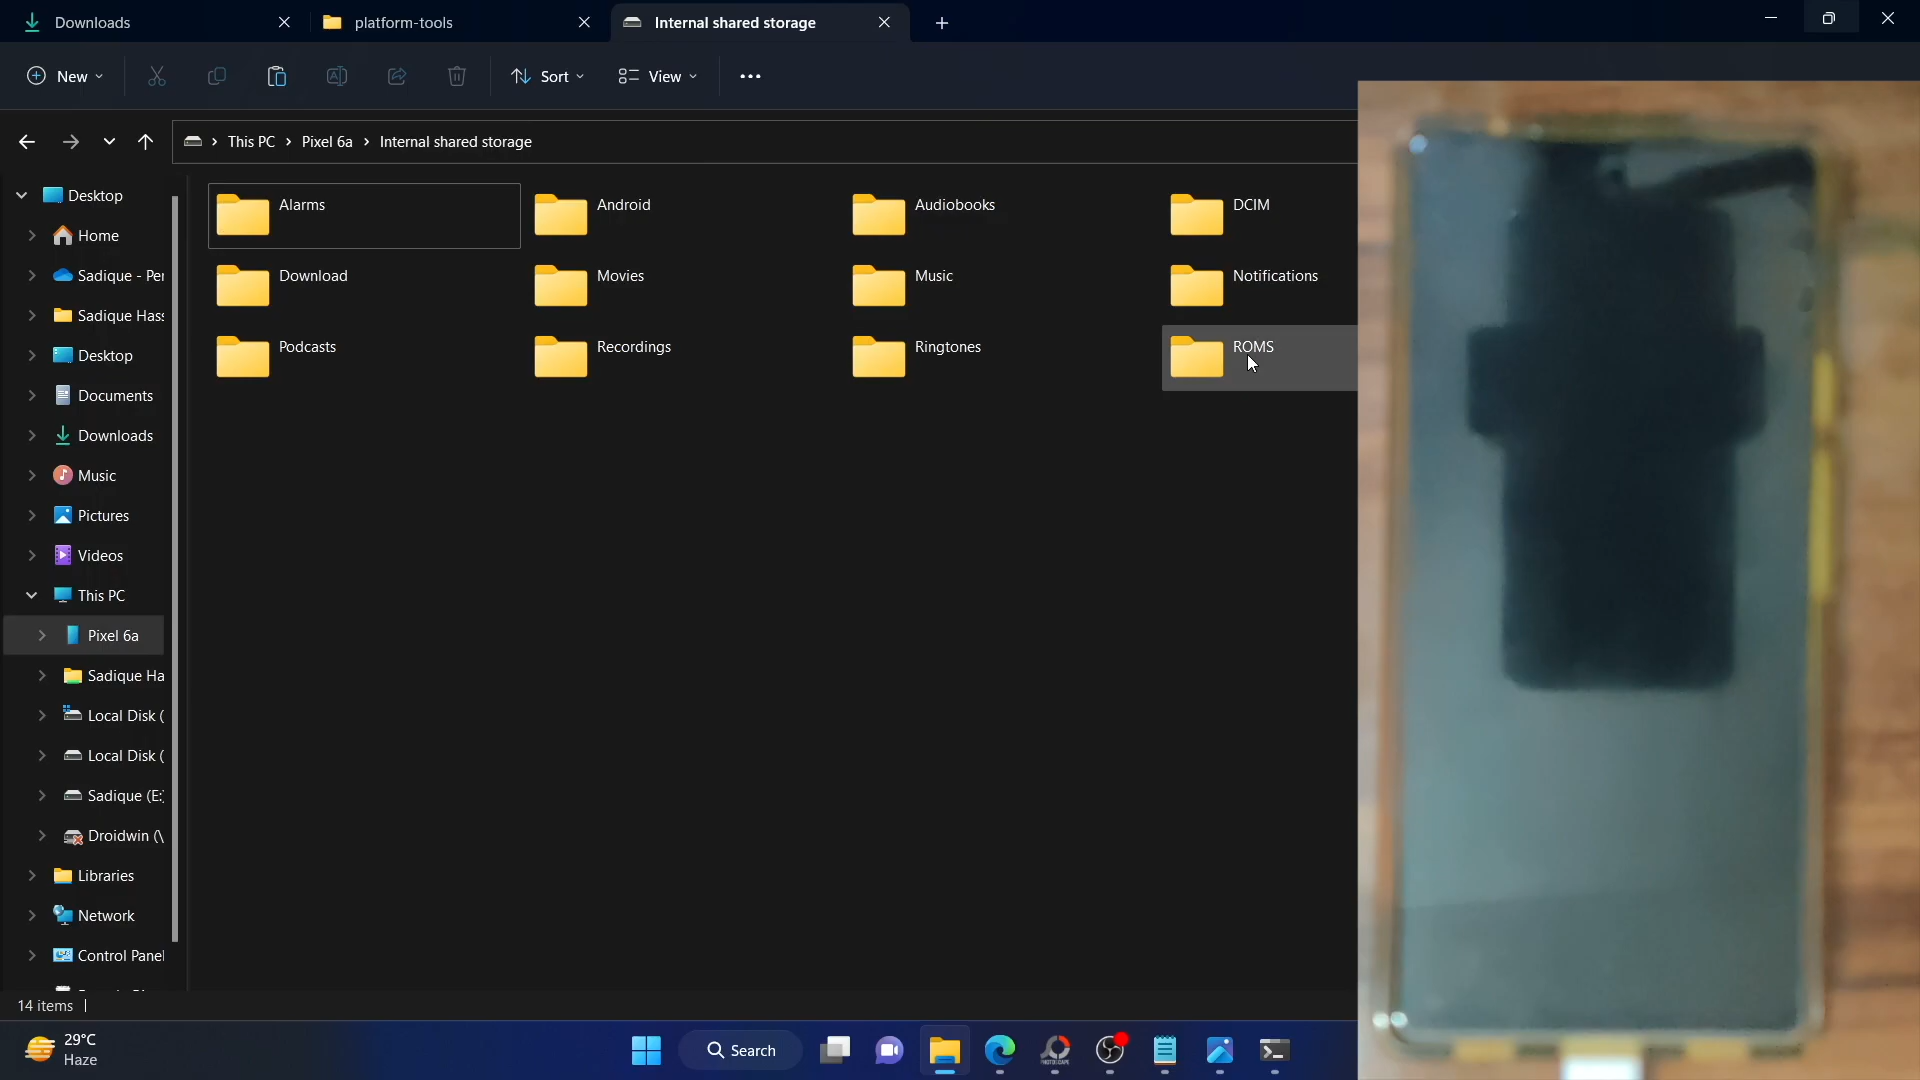 Downloads
platform-tools
Internal shared storage
New
Sort
View
This PC
Pixel 6a
Internal shared storage
Desktop
Home
Sadique - Per
Sadique Hass
Desktop
Documents
Downloads
Music
Pictures
Videos
This PC
Pixel 6a
Sadique Ha
Local Disk (
Local Disk (
Sadique (E:)
Droidwin (\
Libraries
Network
Control Panel
Alarms
Android
Audiobooks
DCIM
Download
Movies
Music
Notifications
Podcasts
Recordings
Ringtones
ROMS
14 items
29°C
Haze
Search